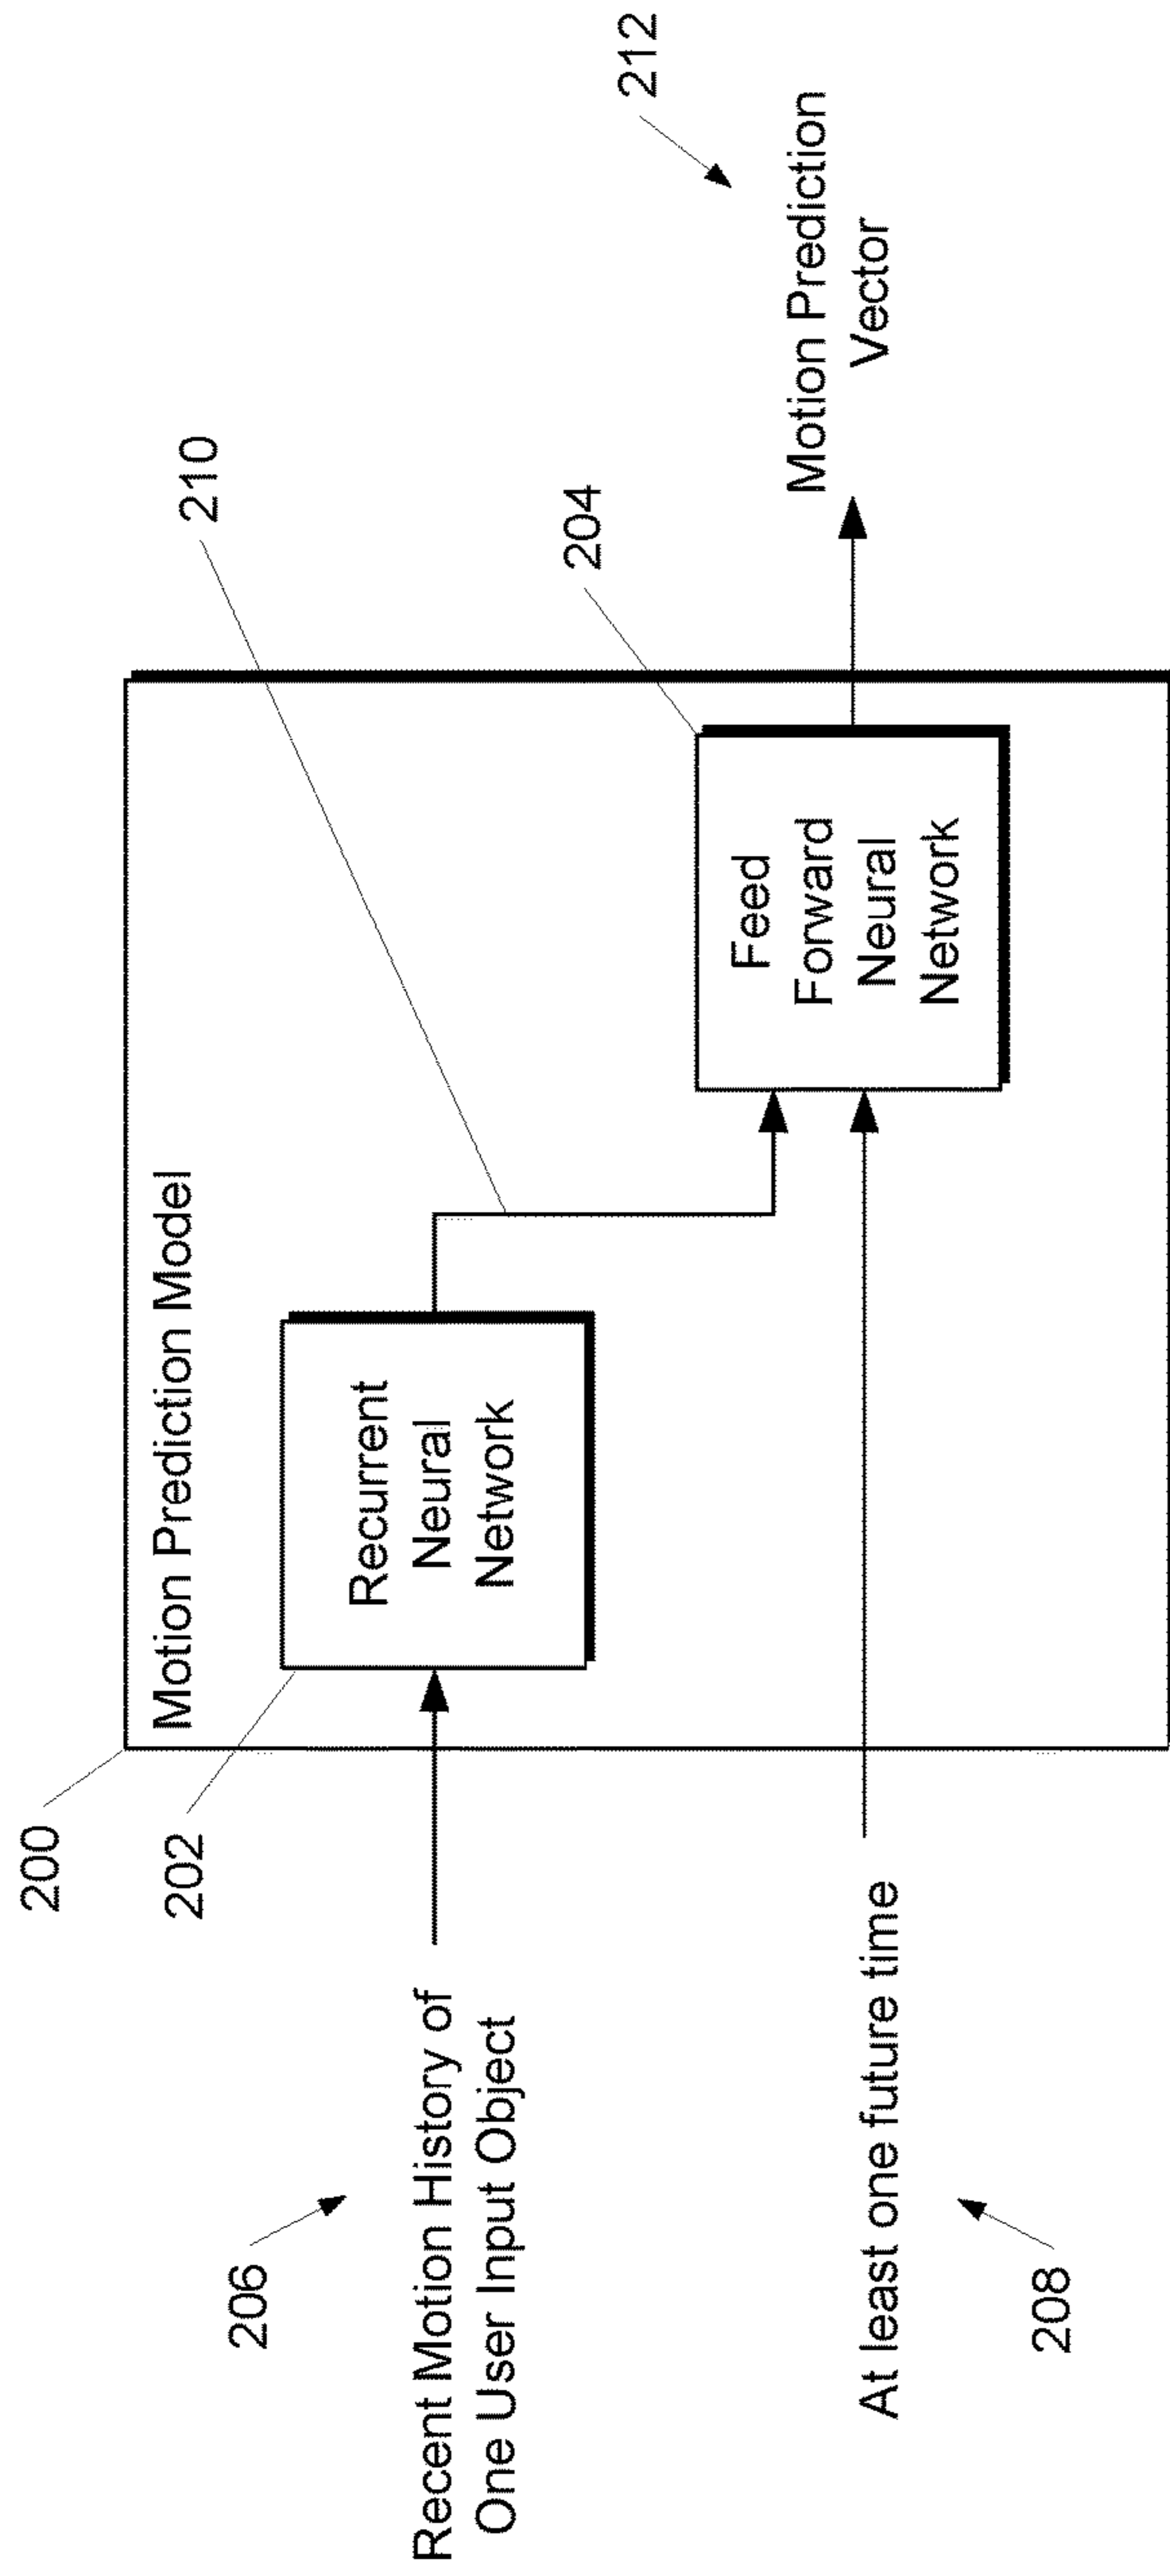 200
Motion Prediction Model
202
210
206
Recent Motion History of
One User Input Object
Recurrent
Neural
Network
204
212
Feed
Forward
Neural
Network
Motion Prediction
Vector
At least one future time
208